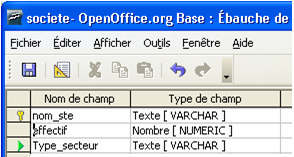 societe- OpenOffice.org Base : Ébauche de
Fichier Éditer Afficher Outils Fenêtre Aide
Nom de champ Type de champ
nom_ste Texte [ VARCHAR ]
effectif Nombre [ NUMERIC ]
Type_secteur Texte [ VARCHAR ]